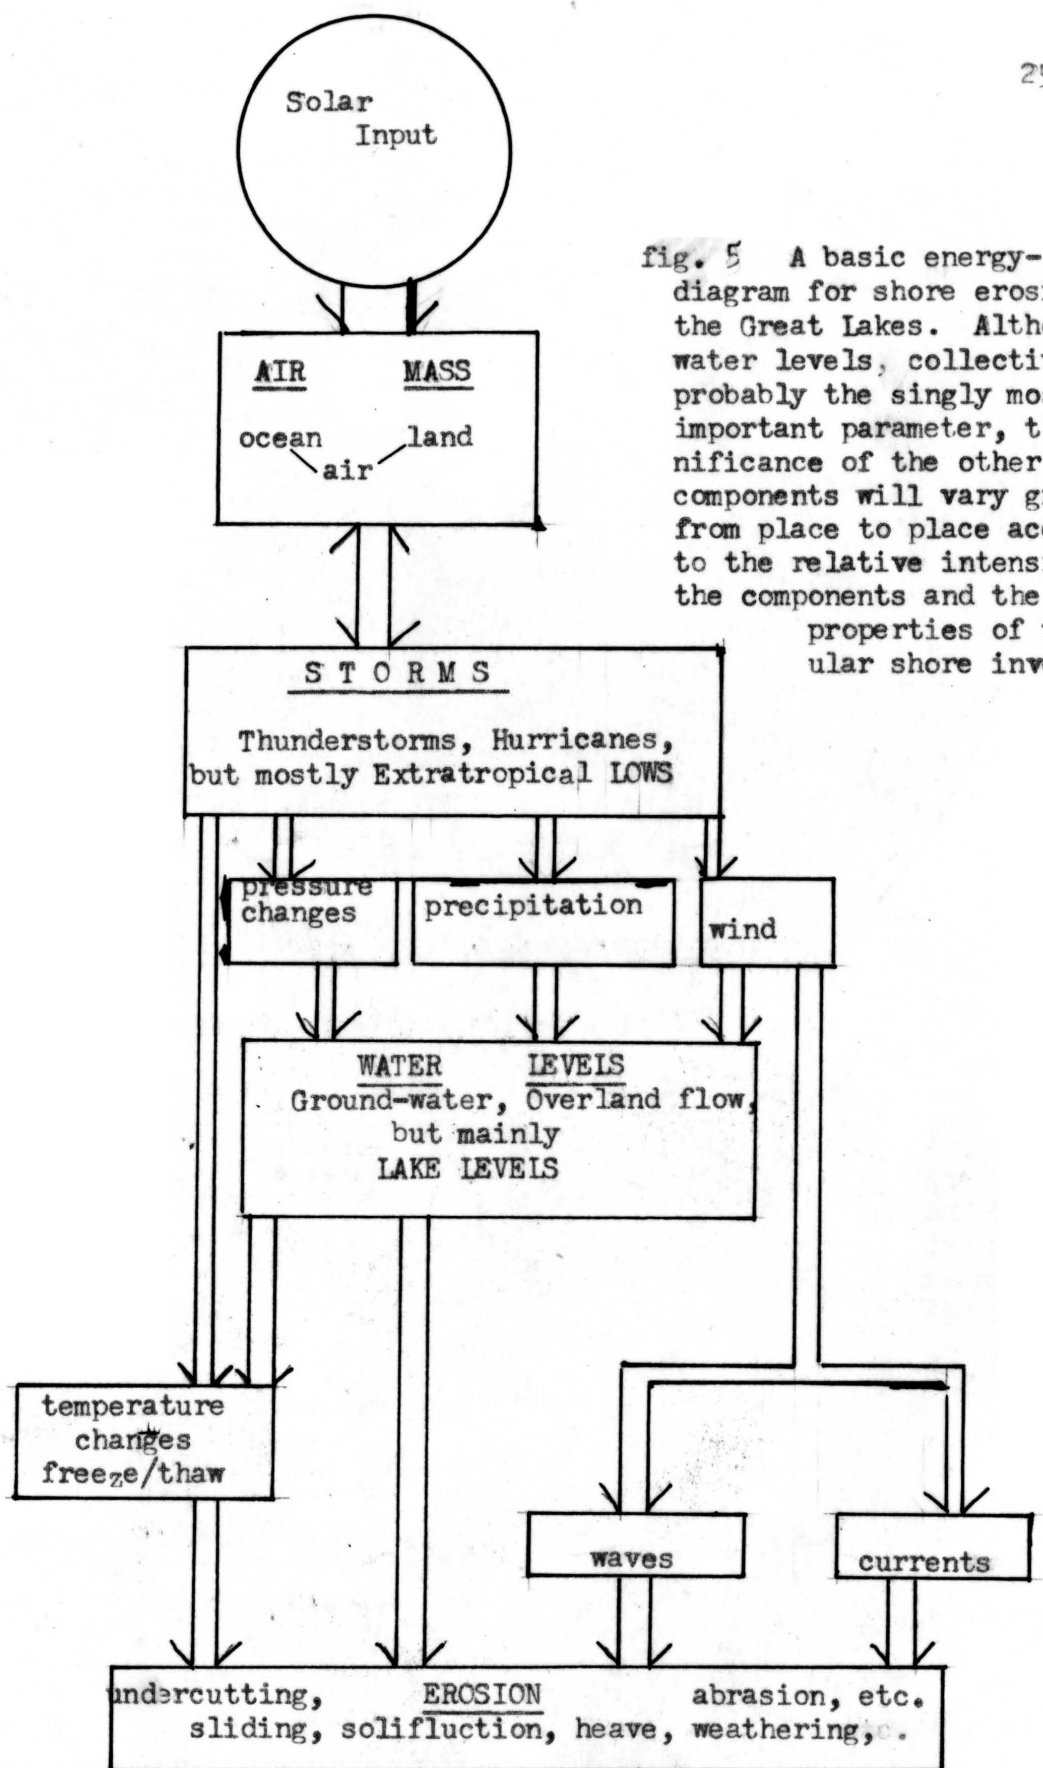 Solar
Input
25
fig. 5 A basic energy-
diagram for shore eros
the Great Lakes. Alth
water levels, collecti
probably the singly mo
important parameter, t
nificance of the other
components will vary g
from place to place ac
to the relative intens
the components and the
properties of
ular shore inv
AIR MASS
ocean land
air
S T O R M S
Thunderstorms, Hurricanes,
but mostly Extratropical LOWS
pressure
changes
precipitation
wind
WATER LEVELS
Ground-water, Overland flow,
but mainly
LAKE LEVELS
temperature
changes
freeze/thaw
waves
currents
undercutting, EROSION abrasion, etc.
sliding, solifluction, heave, weathering, .